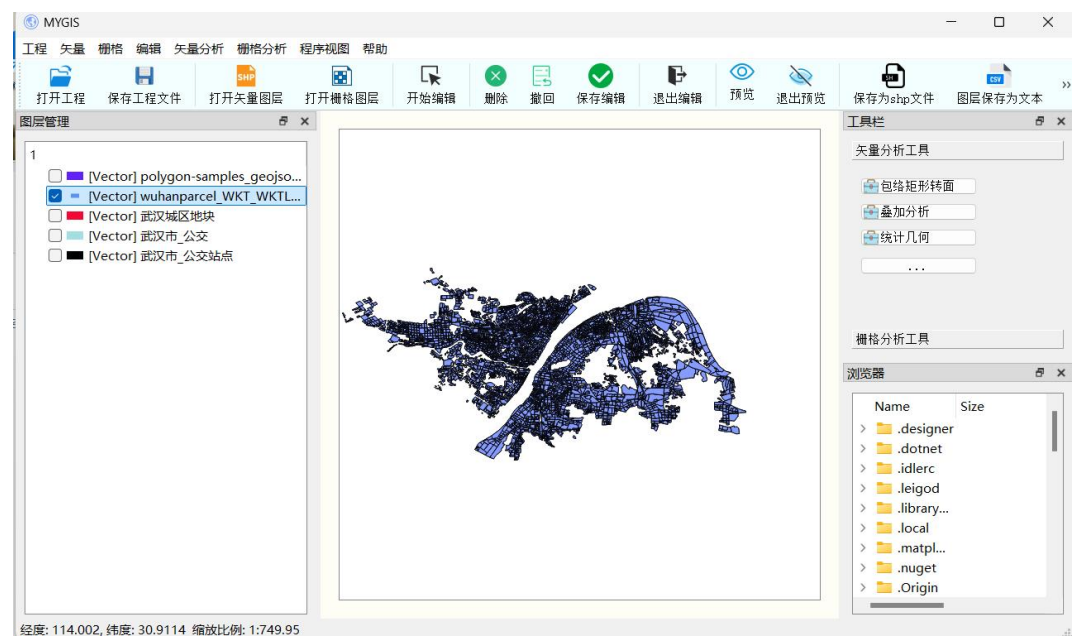 MYGIS
工程 矢量 栅格 编辑 矢量分析 栅格分析 程序视图 帮助
SHP SH CSV
打开工程 保存工程文件 打开矢量图层 打开栅格图层 开始编辑 删除 撤回 保存编辑 退出编辑 预览 退出预览 保存为shp文件 图层保存为文本 »
图层管理
1
[Vector] polygon-samples_geojso...
[Vector] wuhanparcel_WKT_WKTL...
[Vector] 武汉城区地块
[Vector] 武汉市_公交
[Vector] 武汉市_公交站点
工具栏
矢量分析工具
包络矩形转面
叠加分析
统计几何
...
栅格分析工具
浏览器
Name Size
.designer
.dotnet
.idlerc
.leigod
.library...
.local
.matpl...
.nuget
.Origin
经度: 114.002, 纬度: 30.9114 缩放比例: 1:749.95